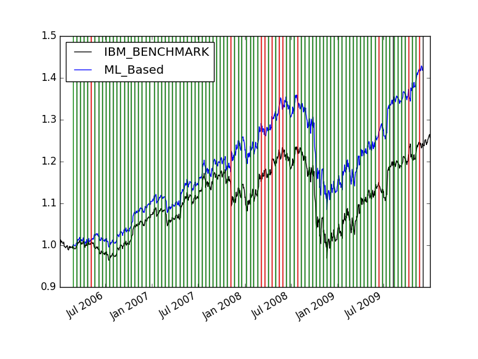 1.5
IBM_BENCHMARK
ML_Based
1.4
1.3
1.2
1.1
1.0
0.9
Jul 2006
Jan 2007
Jul 2007
Jan 2008
Jul 2008
Jan 2009
Jul 2009